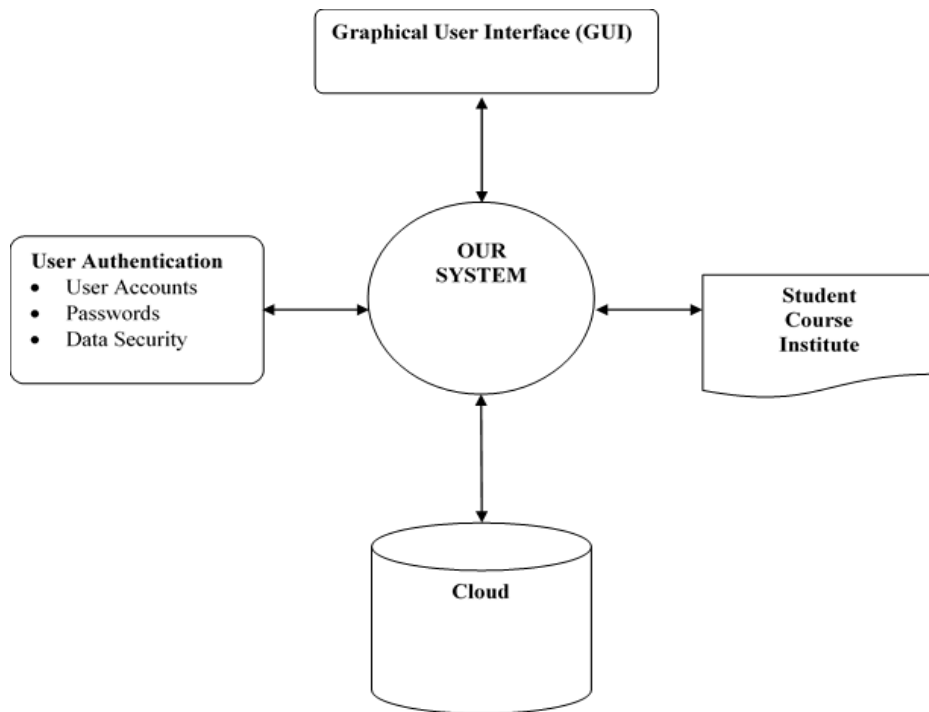 Graphical User Interface (GUI)
OUR
SYSTEM
User Authentication
• User Accounts
• Passwords
• Data Security
Student
Course
Institute
Cloud